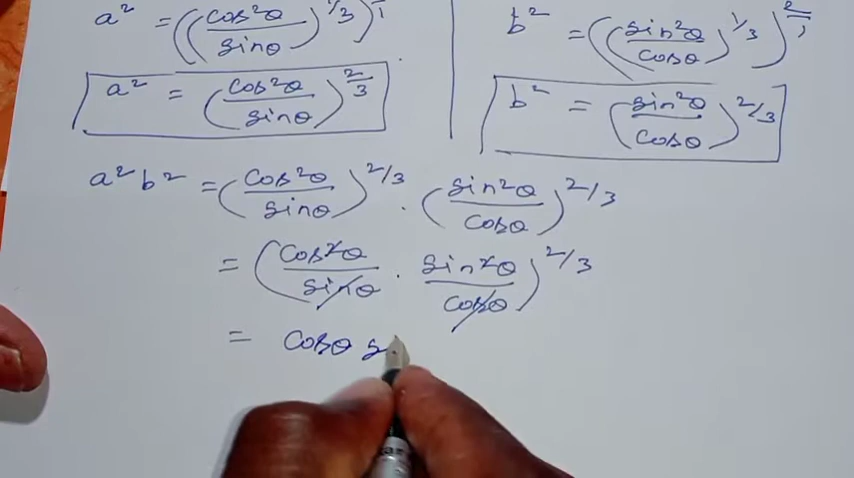 a² = ((cos²θ/sinθ)^1/3)^2/1
b² = ((sin²θ/cosθ)^1/3)^2/1
a² = (cos²θ/sinθ)^2/3
b² = (sin²θ/cosθ)^2/3
a²b² = (cos²θ/sinθ)^2/3 · (sin²θ/cosθ)^2/3
= (cos²θ/sinθ · sin²θ/cosθ)^2/3
= cosθ s